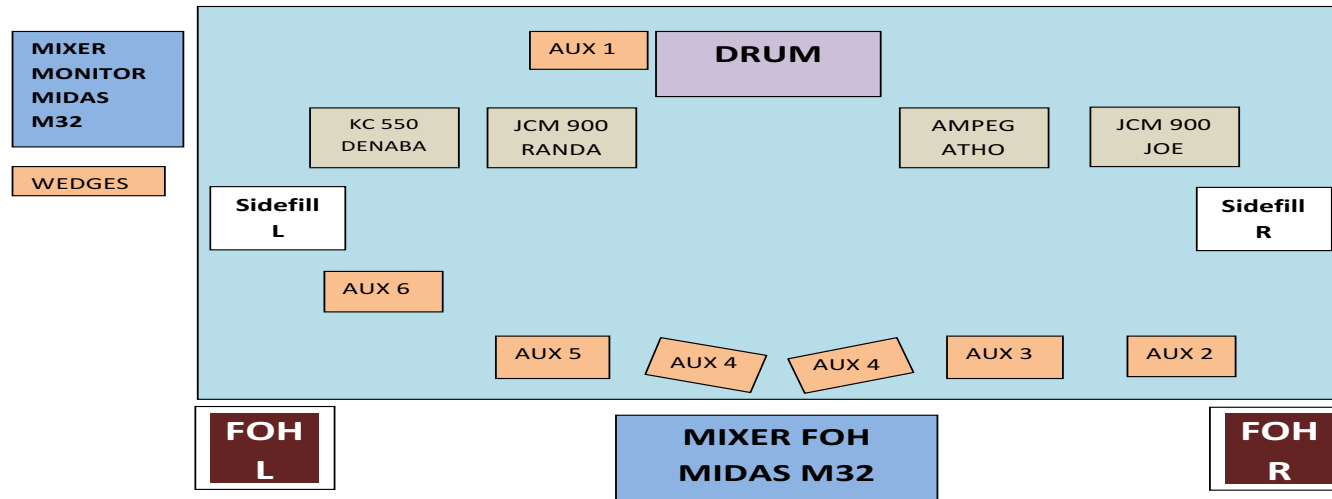 MIXER
MONITOR
MIDAS
M32
WEDGES
AUX 1
DRUM
KC 550
DENABA
JCM 900
RANDA
AMPEG
ATHO
JCM 900
JOE
Sidefill
L
Sidefill
R
AUX 6
AUX 5
AUX 4
AUX 4
AUX 3
AUX 2
FOH
L
MIXER FOH
MIDAS M32
FOH
R